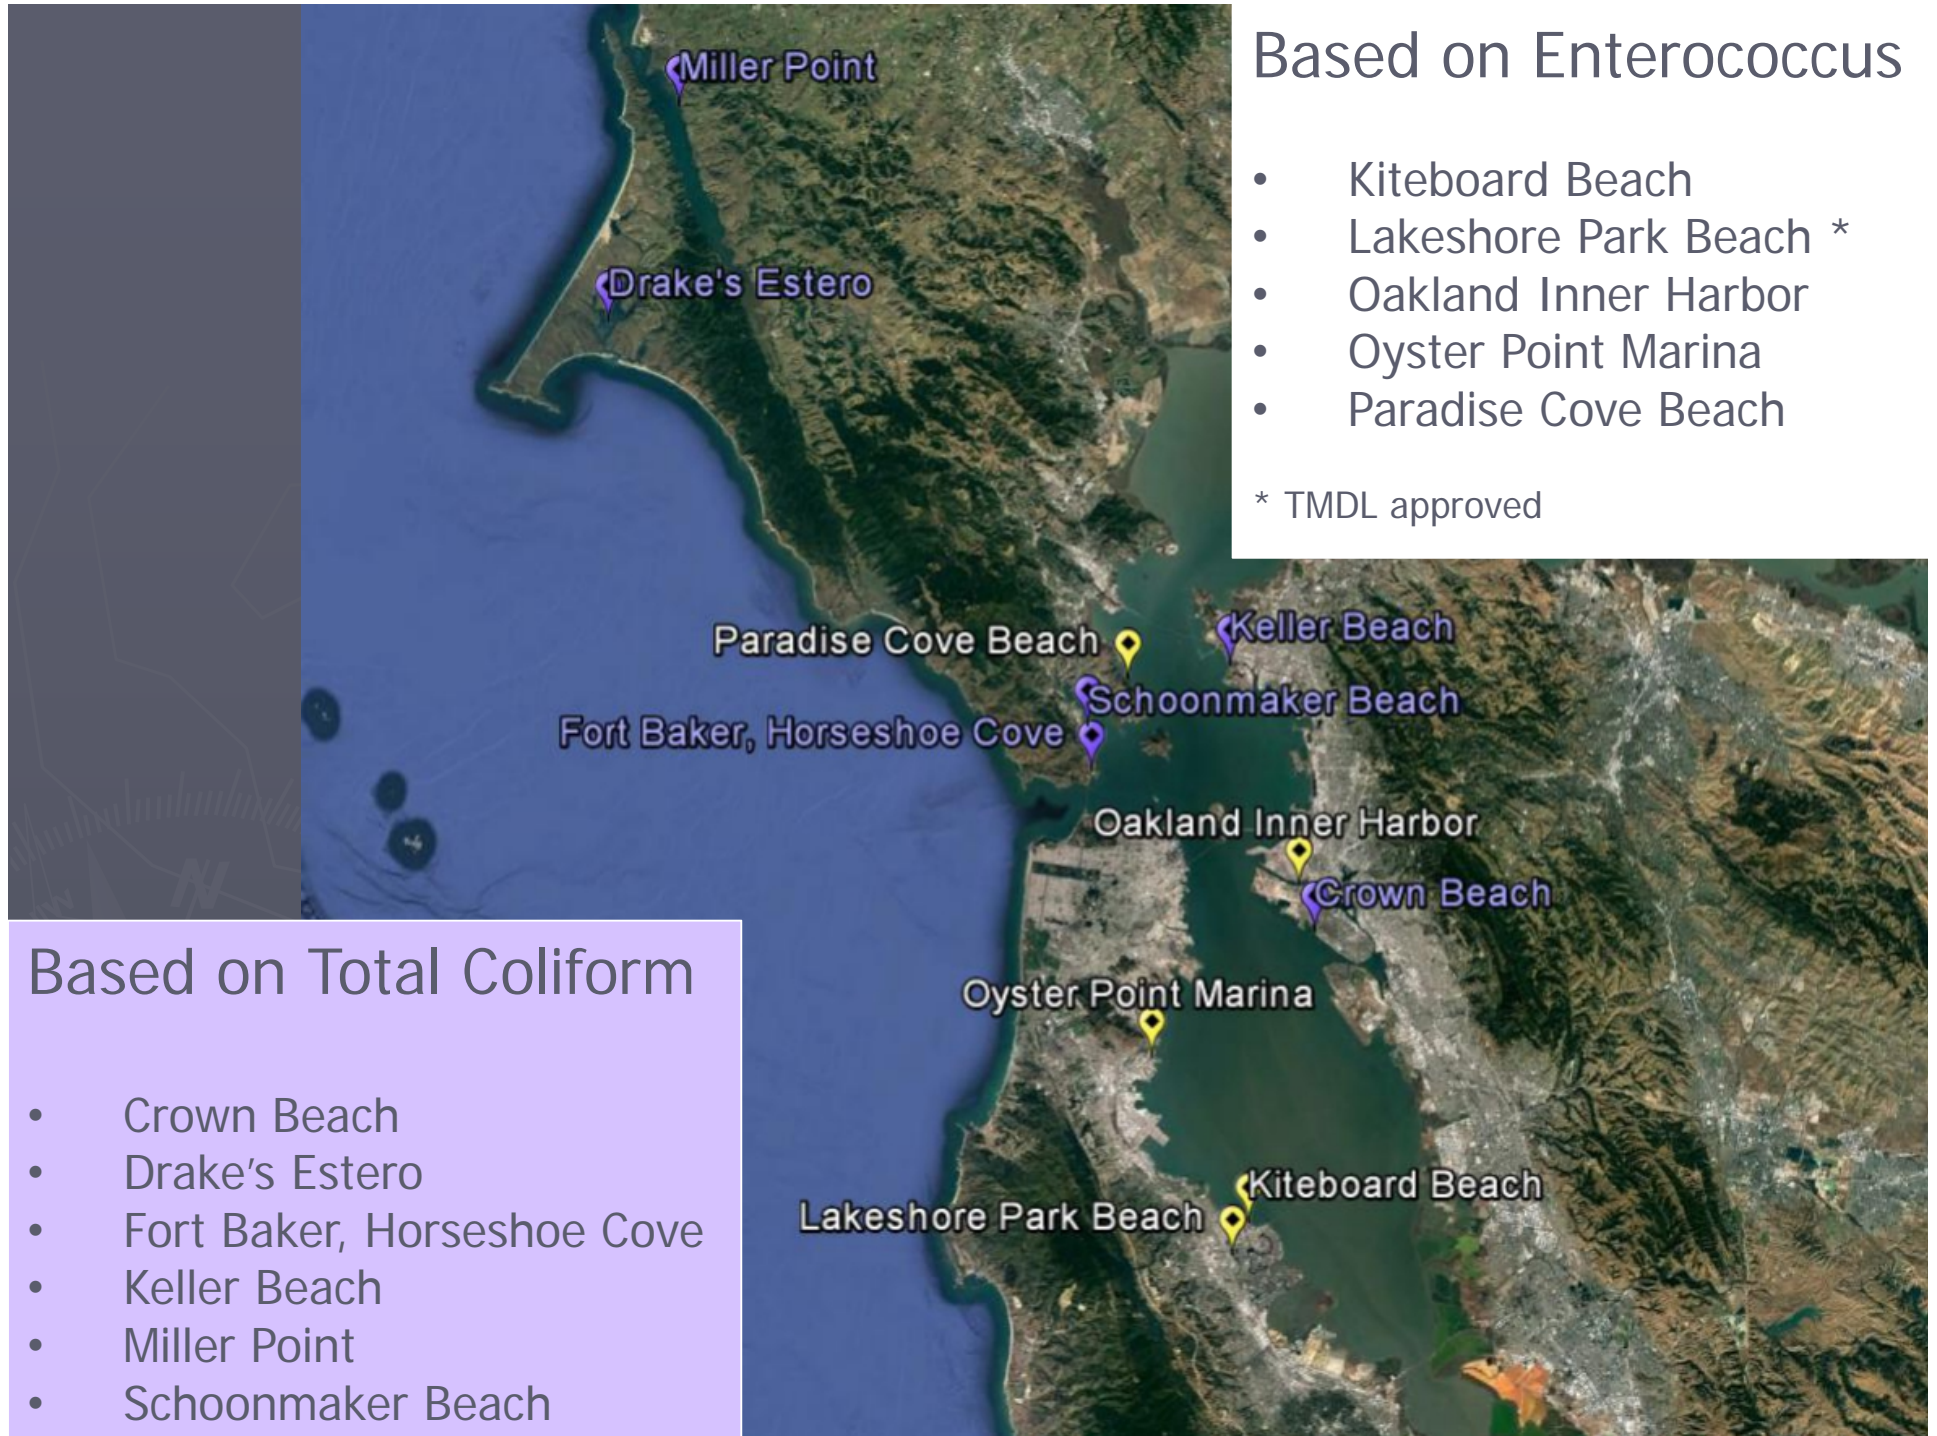 Based on Enterococcus
• Kiteboard Beach
• Lakeshore Park Beach *
• Oakland Inner Harbor
• Oyster Point Marina
• Paradise Cove Beach
* TMDL approved
Miller Point
Drake's Estero
Paradise Cove Beach
Keller Beach
Schoonmaker Beach
Fort Baker, Horseshoe Cove
Oakland Inner Harbor
Crown Beach
Oyster Point Marina
Kiteboard Beach
Lakeshore Park Beach
NW
N
Based on Total Coliform
• Crown Beach
• Drake’s Estero
• Fort Baker, Horseshoe Cove
• Keller Beach
• Miller Point
• Schoonmaker Beach